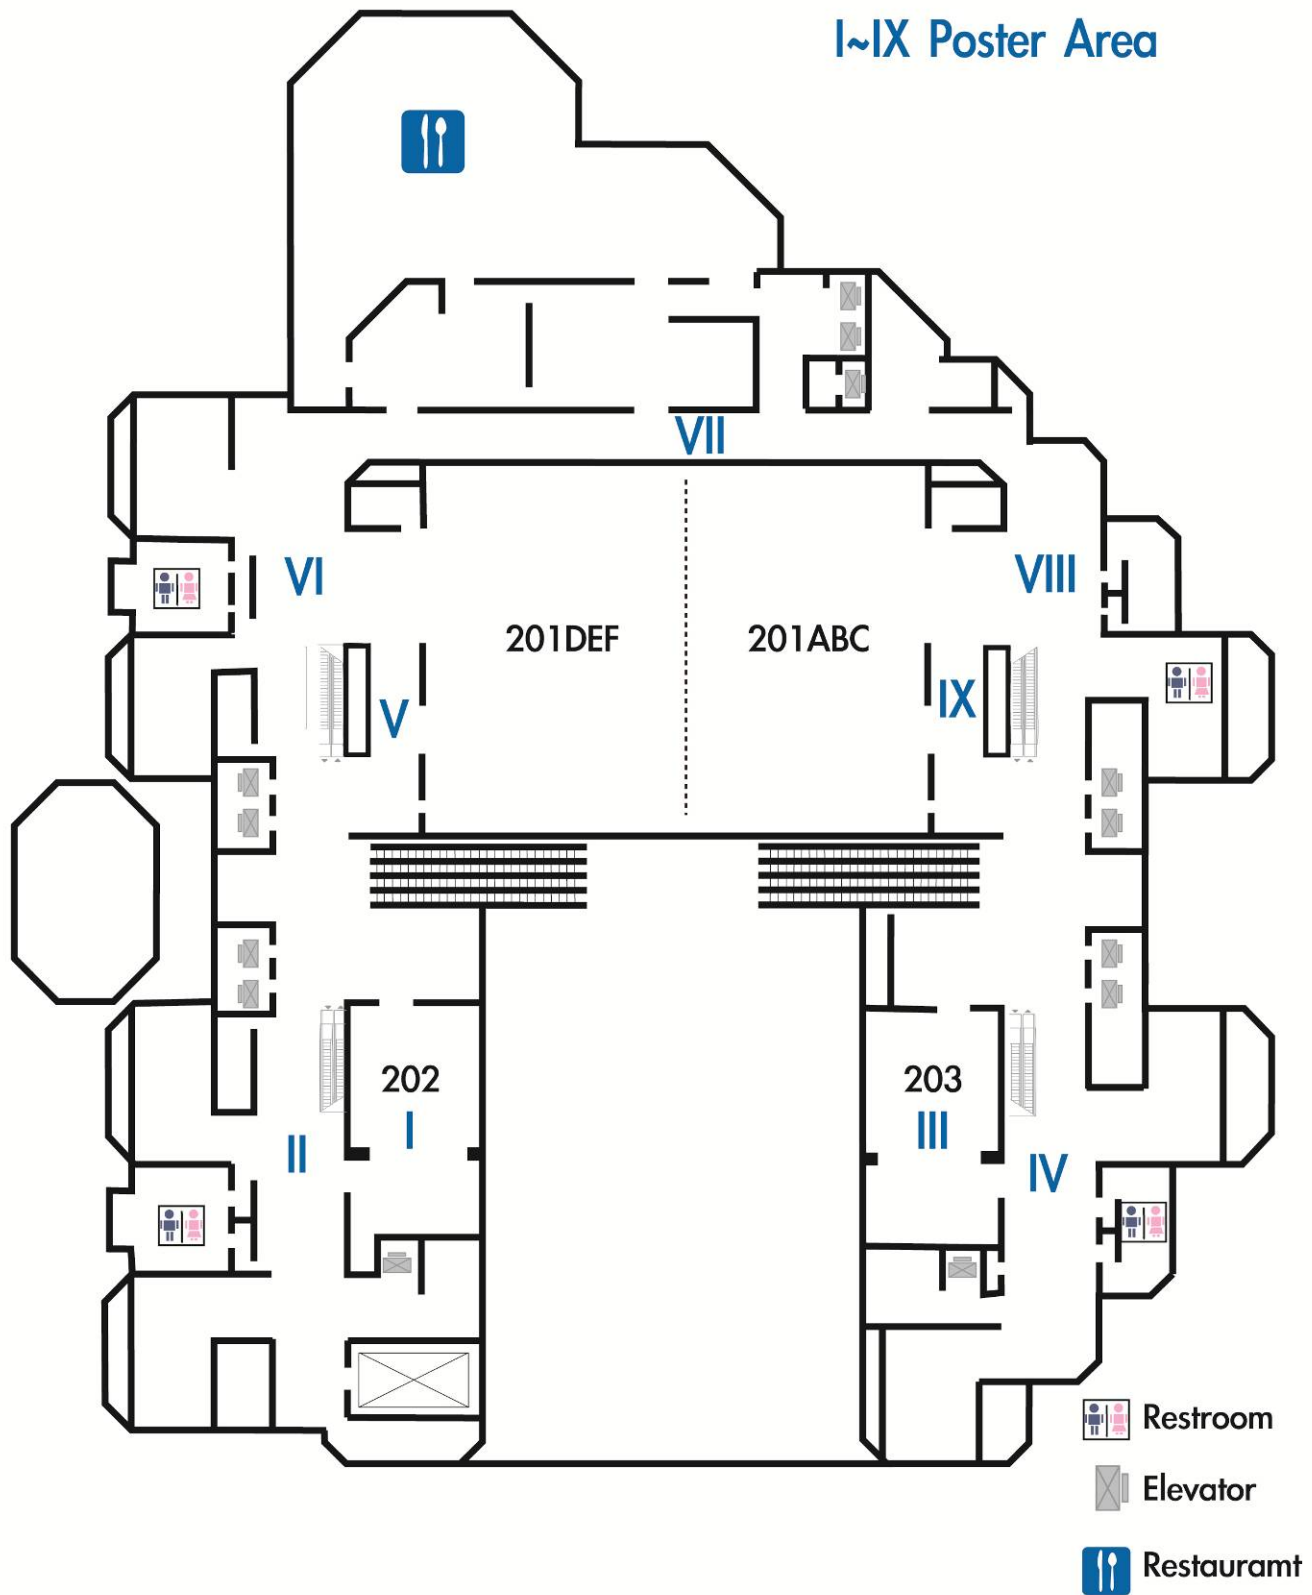 I~IX Poster Area
VII
VI
VIII
201DEF
201ABC
V
IX
202
203
I
III
II
IV
Restroom
Elevator
Restauramt